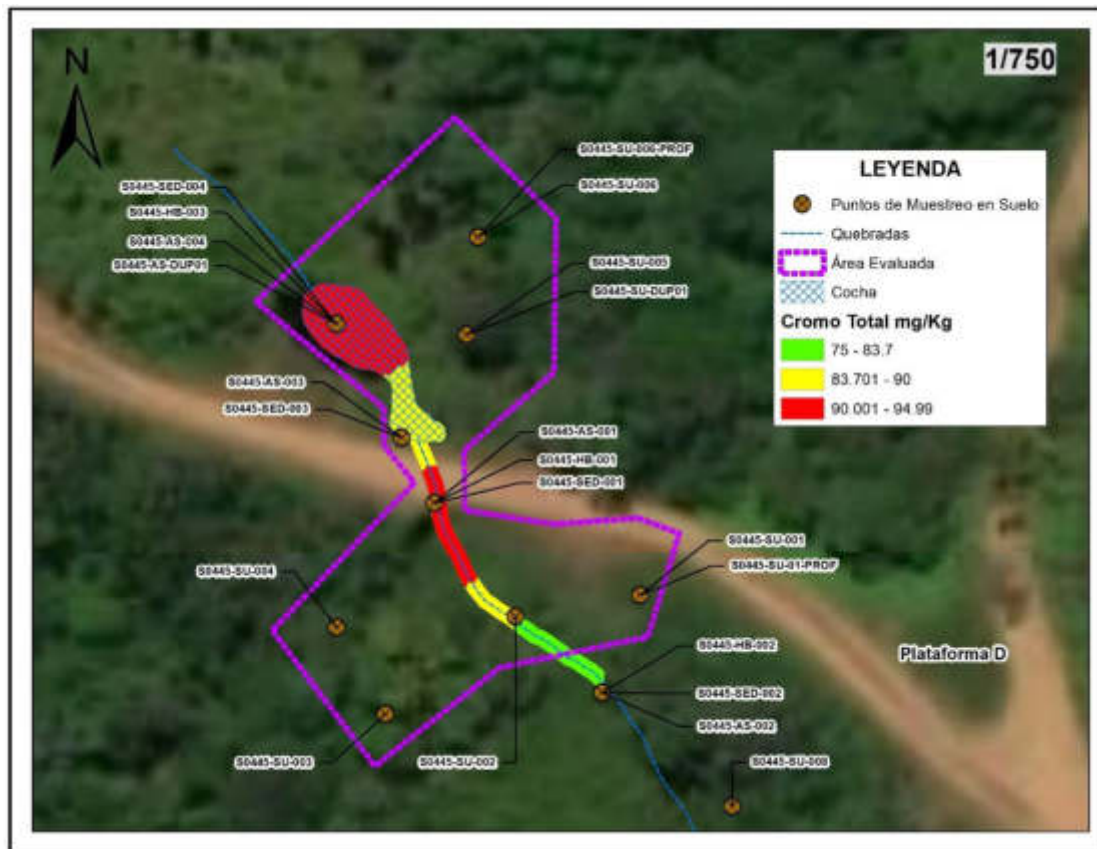 1/750
N
LEYENDA
Puntos de Muestreo en Suelo
Quebradas
Área Evaluada
Cocha
Cromo Total mg/Kg
75 - 83.7
83.701 - 90
90.001 - 94.99
S0445-SU-006-PROF
S0445-SU-006
S0445-SED-004
S0445-HB-003
S0445-AS-004
S0445-AS-DUP01
S0445-SU-005
S0445-SU-DUP01
S0445-AS-003
S0445-SED-003
S0445-AS-001
S0445-HB-001
S0445-SED-001
S0445-SU-001
S0445-SU-01-PROF
S0445-SU-004
S0445-HB-002
Plataforma D
S0445-SED-002
S0445-AS-002
S0445-SU-003
S0445-SU-002
S0445-SU-008